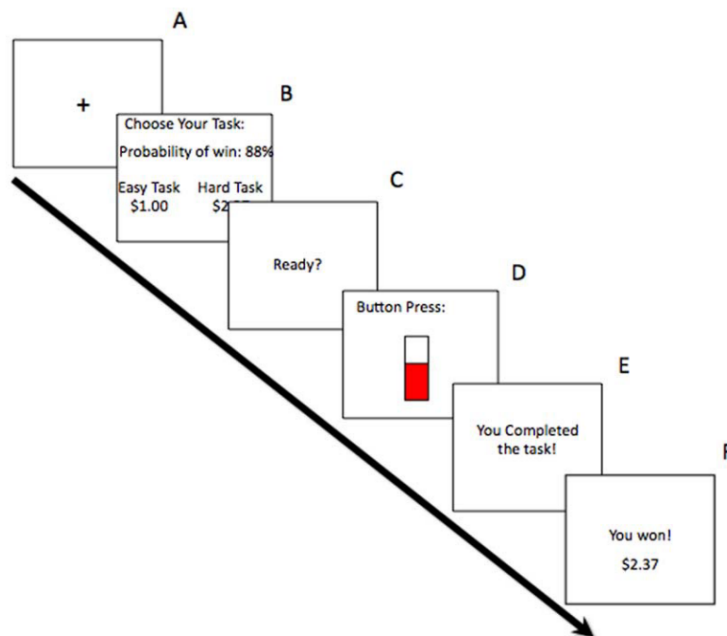 A
+
B
Choose Your Task:
Probability of win: 88%
Easy Task Hard Task
$1.00
C
Ready?
D
Button Press:
E
You Completed
the task!
F
You won!
$2.37